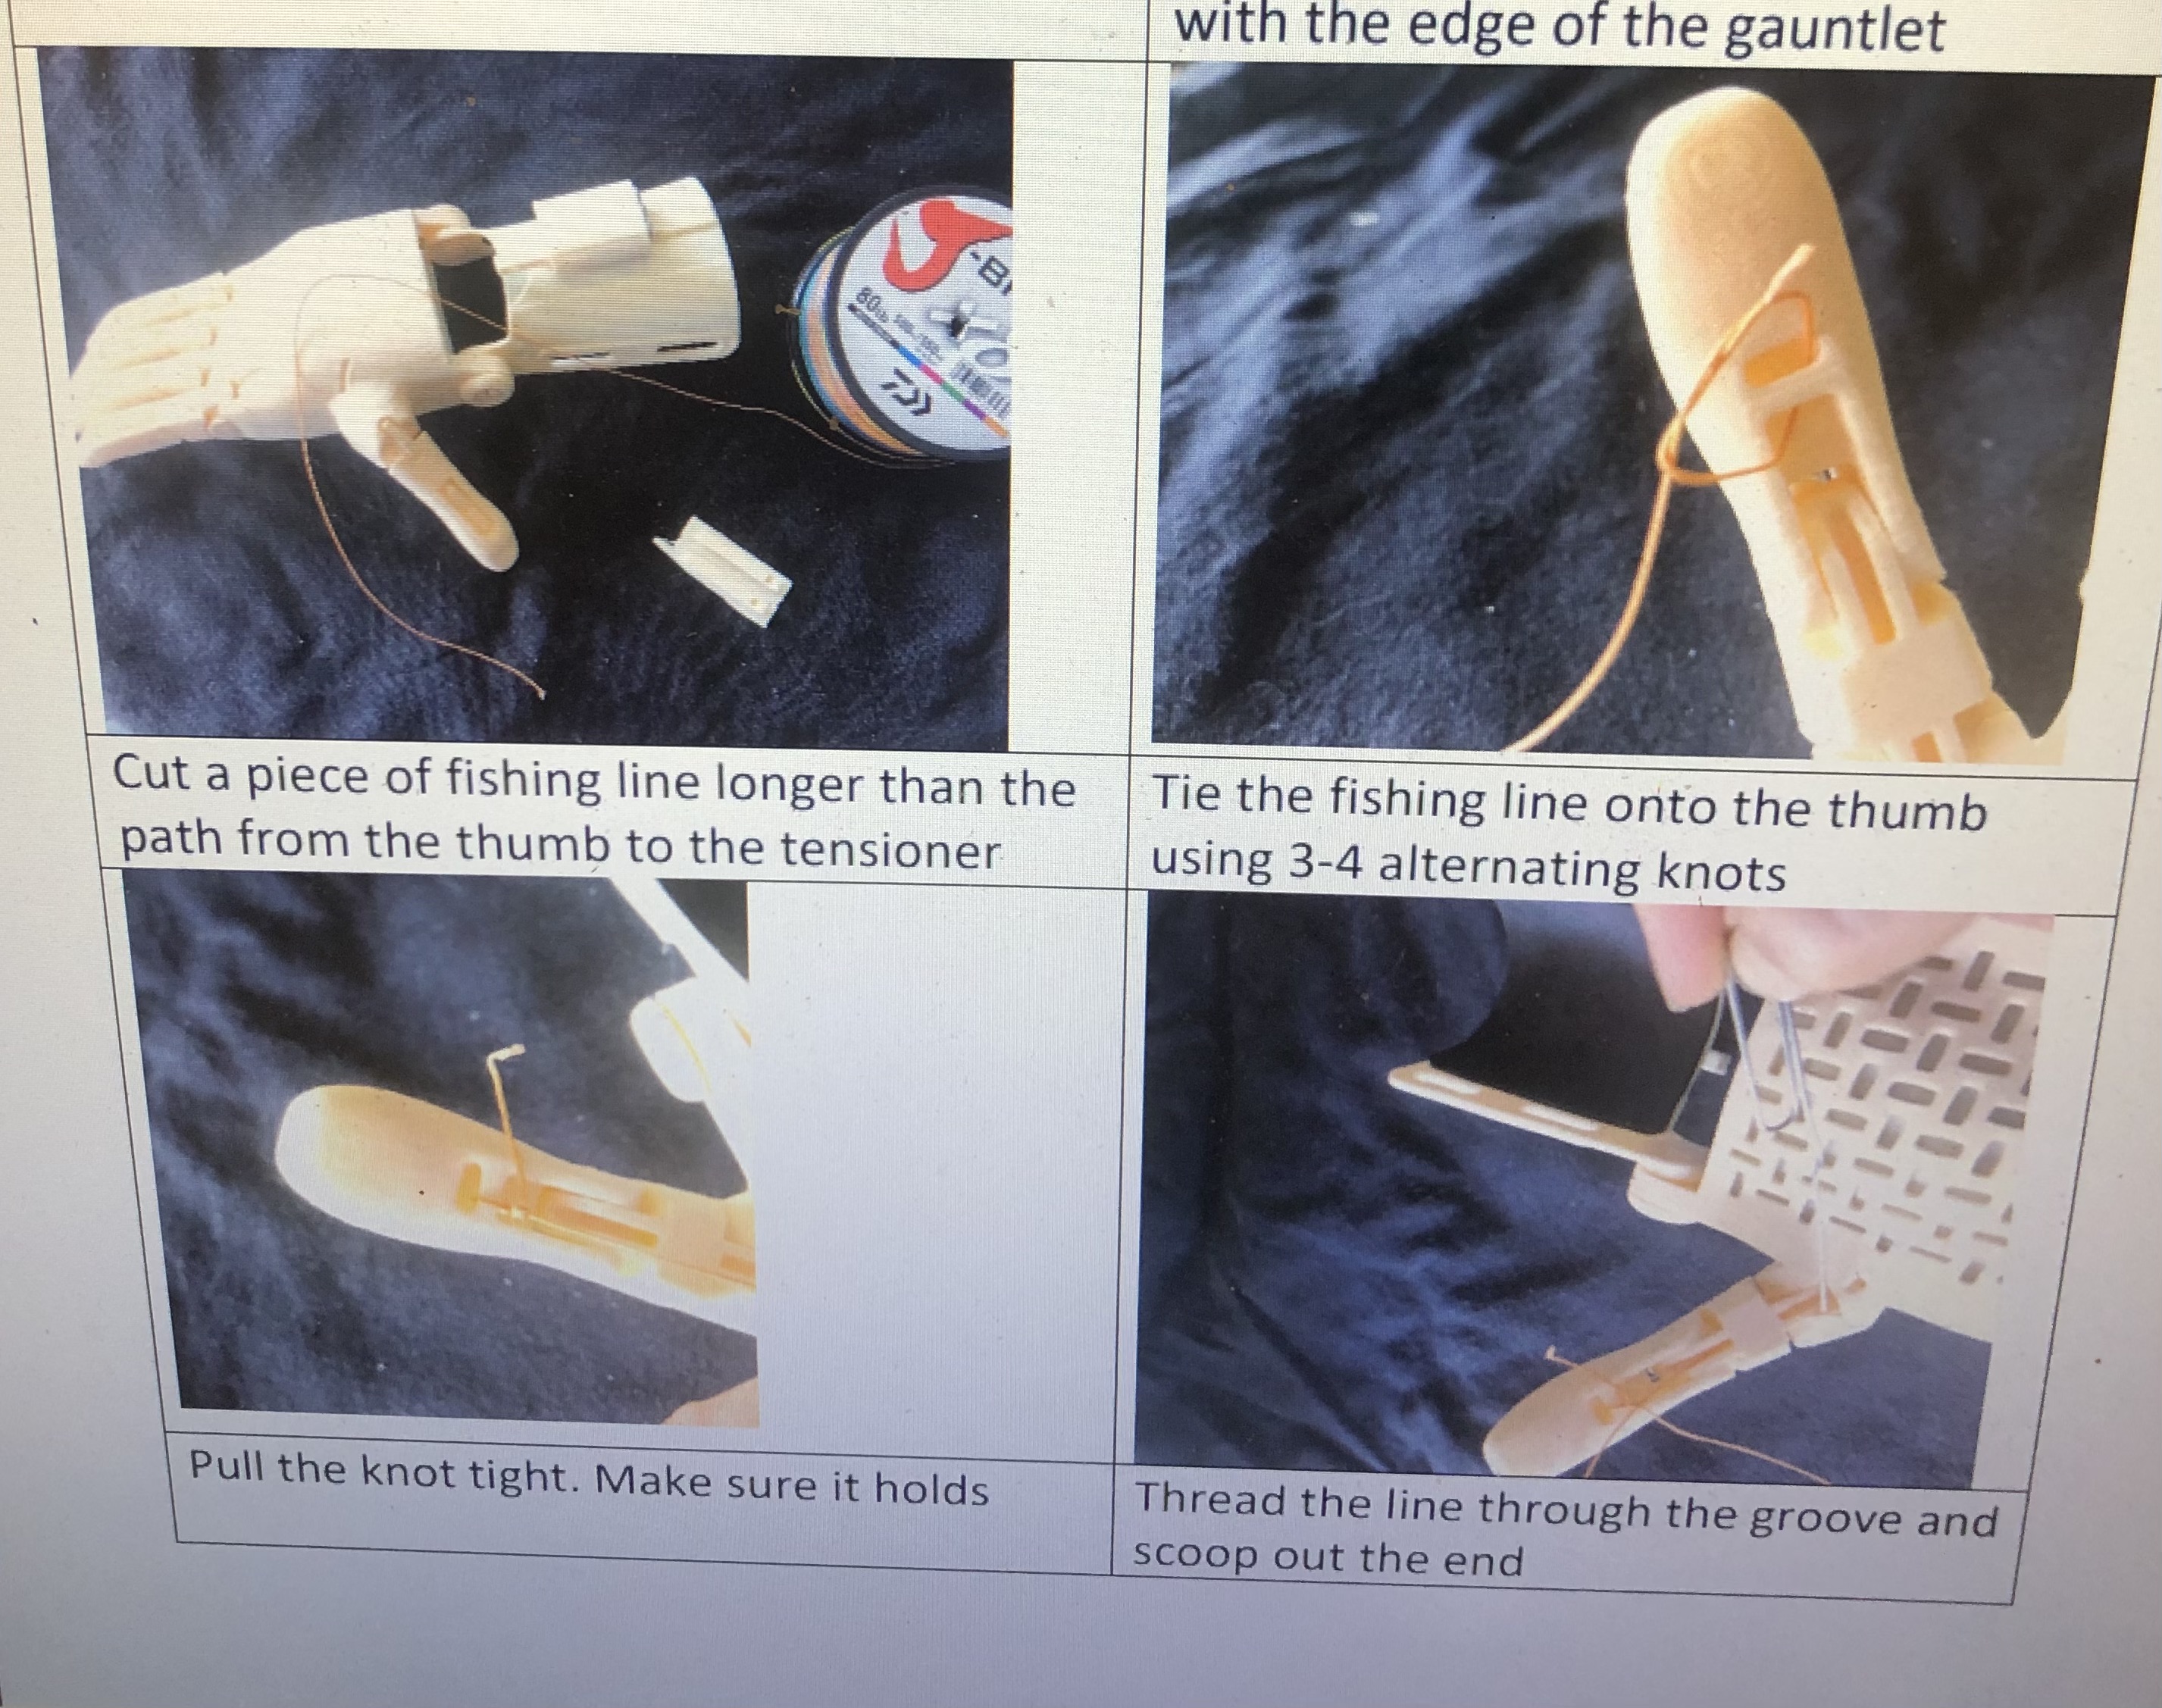 with the edge of the gauntlet
J
-B
80
Cut a piece of fishing line longer than the
path from the thumb to the tensioner
Tie the fishing line onto the thumb
using 3-4 alternating knots
Pull the knot tight. Make sure it holds
Thread the line through the groove and
scoop out the end